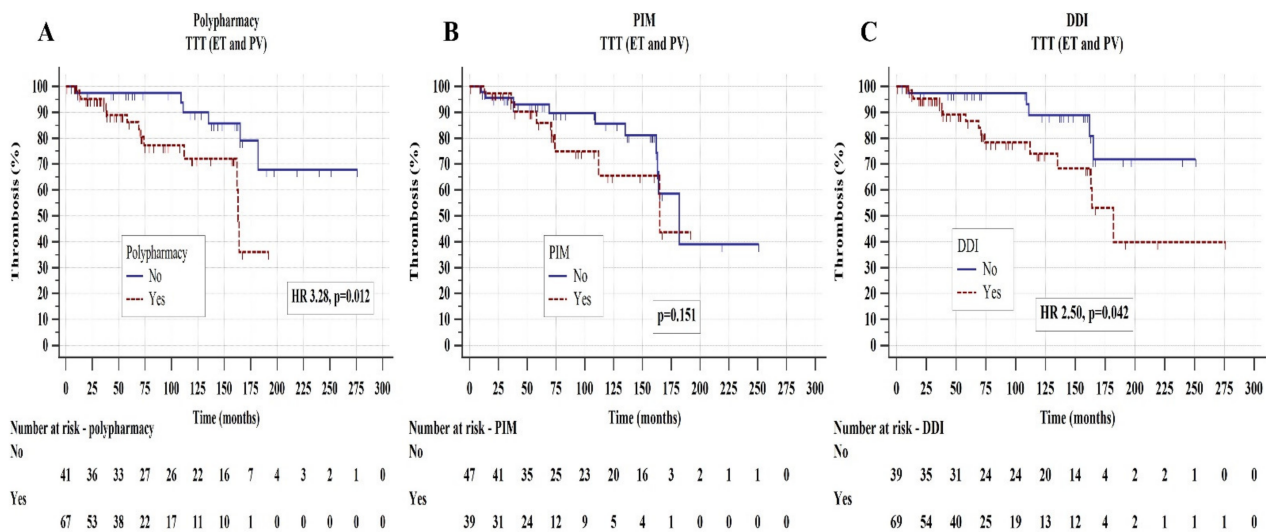 A
Polypharmacy
TTT (ET and PV)
Thrombosis (%)
100
90
80
70
60
50
40
30
20
10
0
Polypharmacy
No
Yes
HR 3.28, p=0.012
0 25 50 75 100 125 150 175 200 225 250 275 300
Time (months)
Number at risk - polypharmacy
No
41 36 33 27 26 22 16 7 4 3 2 1 0
Yes
67 53 38 22 17 11 10 1 0 0 0 0 0
B
PIM
TTT (ET and PV)
Thrombosis (%)
100
90
80
70
60
50
40
30
20
10
0
PIM
No
Yes
p=0.151
0 25 50 75 100 125 150 175 200 225 250 275 300
Time (months)
Number at risk - PIM
No
47 41 35 25 23 20 16 3 2 1 1 0
Yes
39 31 24 12 9 5 4 1 0 0 0 0
C
DDI
TTT (ET and PV)
Thrombosis (%)
100
90
80
70
60
50
40
30
20
10
0
DDI
No
Yes
HR 2.50, p=0.042
0 25 50 75 100 125 150 175 200 225 250 275 300
Time (months)
Number at risk - DDI
No
39 35 31 24 24 20 14 4 2 2 1 0 0
Yes
69 54 40 25 19 13 12 4 2 1 1 1 0